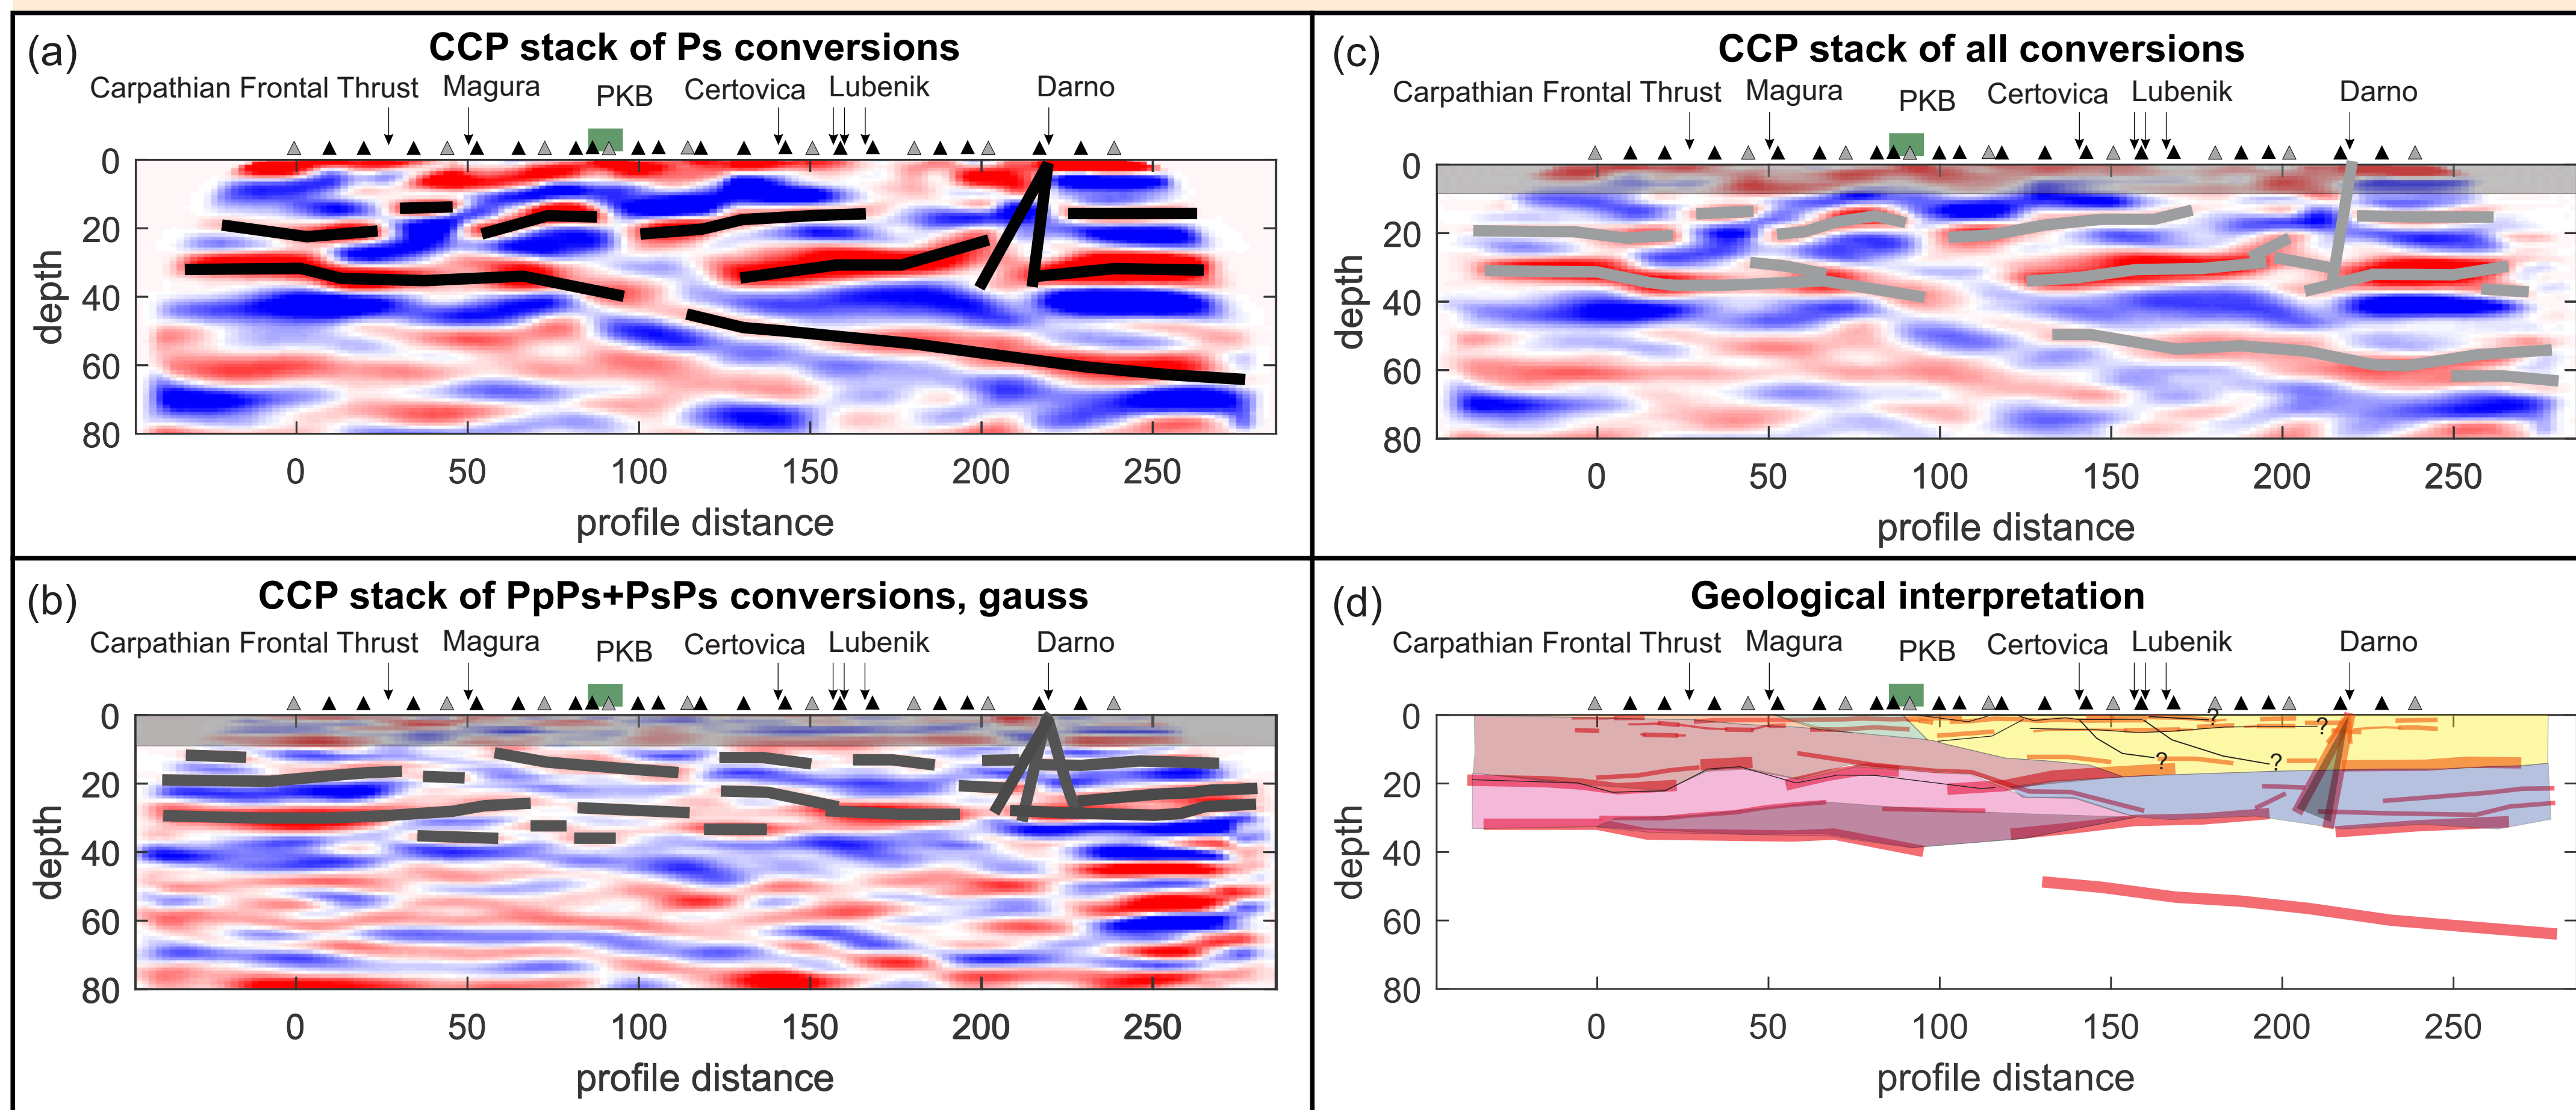 (a)
CCP stack of Ps conversions
Carpathian Frontal Thrust Magura PKB Certovica Lubenik Darno
0
20
40
60
80
depth
0 50 100 150 200 250
profile distance
(c)
CCP stack of all conversions
Carpathian Frontal Thrust Magura PKB Certovica Lubenik Darno
0
20
40
60
80
depth
0 50 100 150 200 250
profile distance
(b)
CCP stack of PpPs+PsPs conversions, gauss
Carpathian Frontal Thrust Magura PKB Certovica Lubenik Darno
0
20
40
60
80
depth
0 50 100 150 200 250
profile distance
(d)
Geological interpretation
Carpathian Frontal Thrust Magura PKB Certovica Lubenik Darno
0
20
40
60
80
depth
? ?
? ?
0 50 100 150 200 250
profile distance